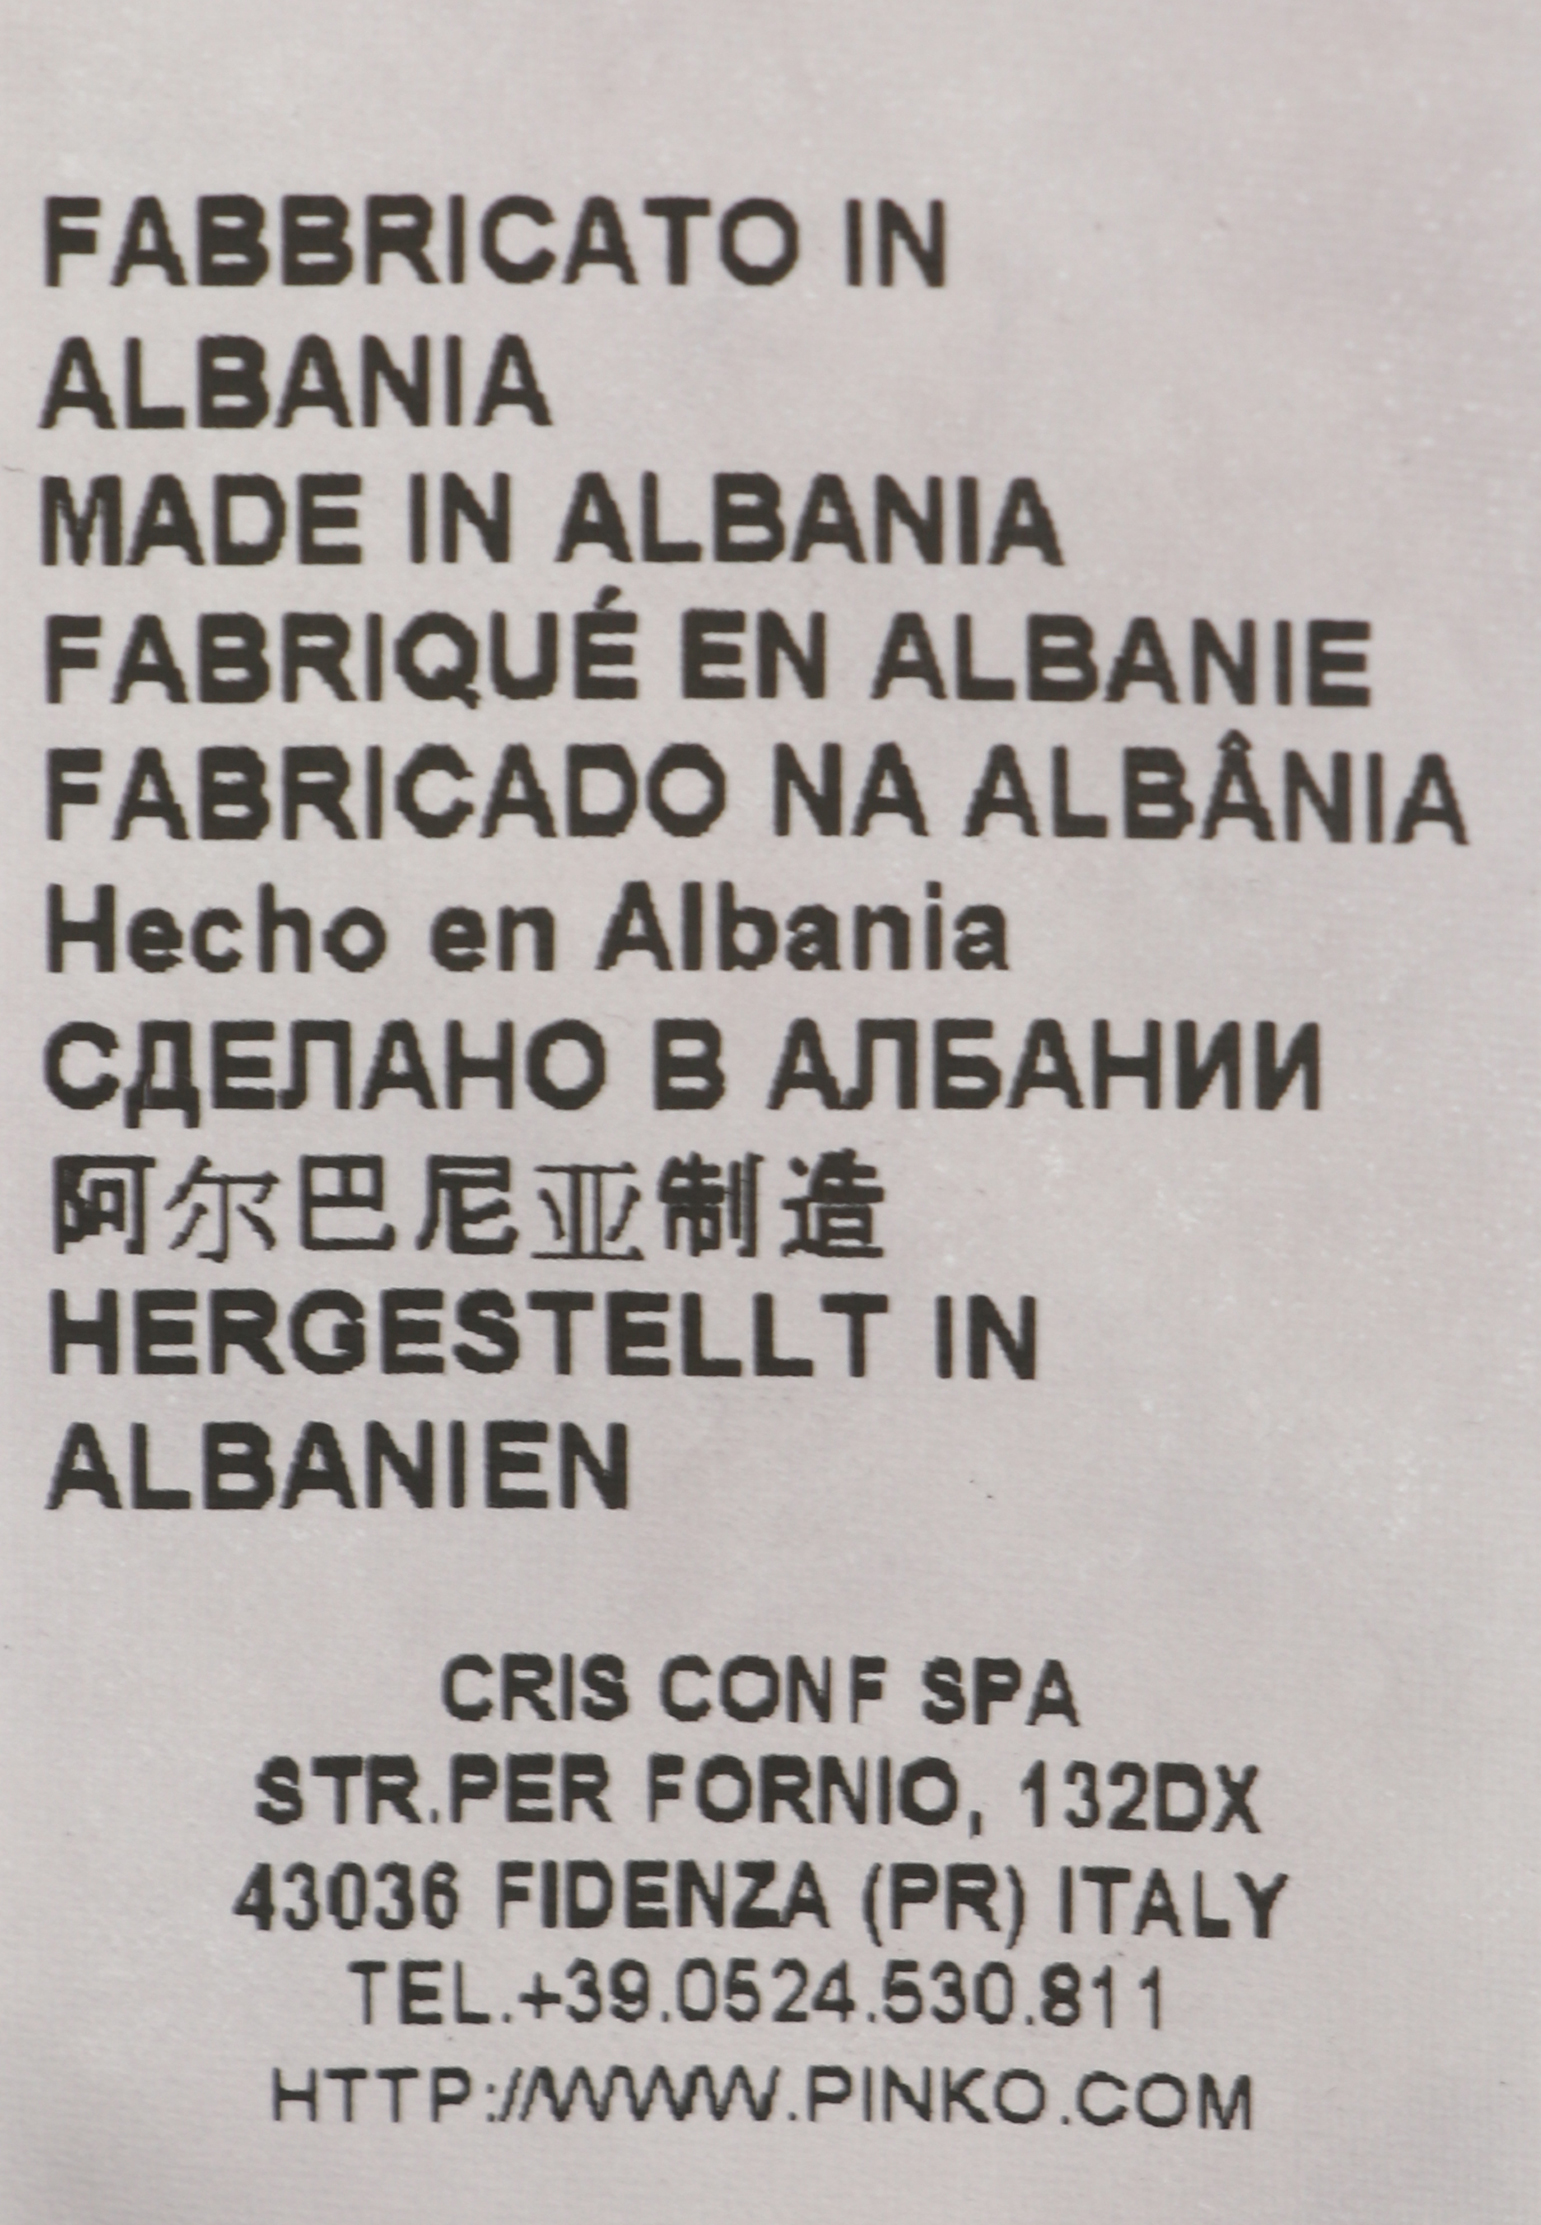 FABBRICATO IN
ALBANIA
MADE IN ALBANIA
FABRIQUÉ EN ALBANIE
FABRICADO NA ALBÂNIA
Hecho en Albania
СДЕЛАНО В АЛБАНИИ
阿尔巴尼亚制造
HERGESTELLT IN
ALBANIEN
CRIS CONF SPA
STR.PER FORNIO, 132DX
43036 FIDENZA (PR) ITALY
TEL.+39.0524.530.811
HTTP://WWW.PINKO.COM